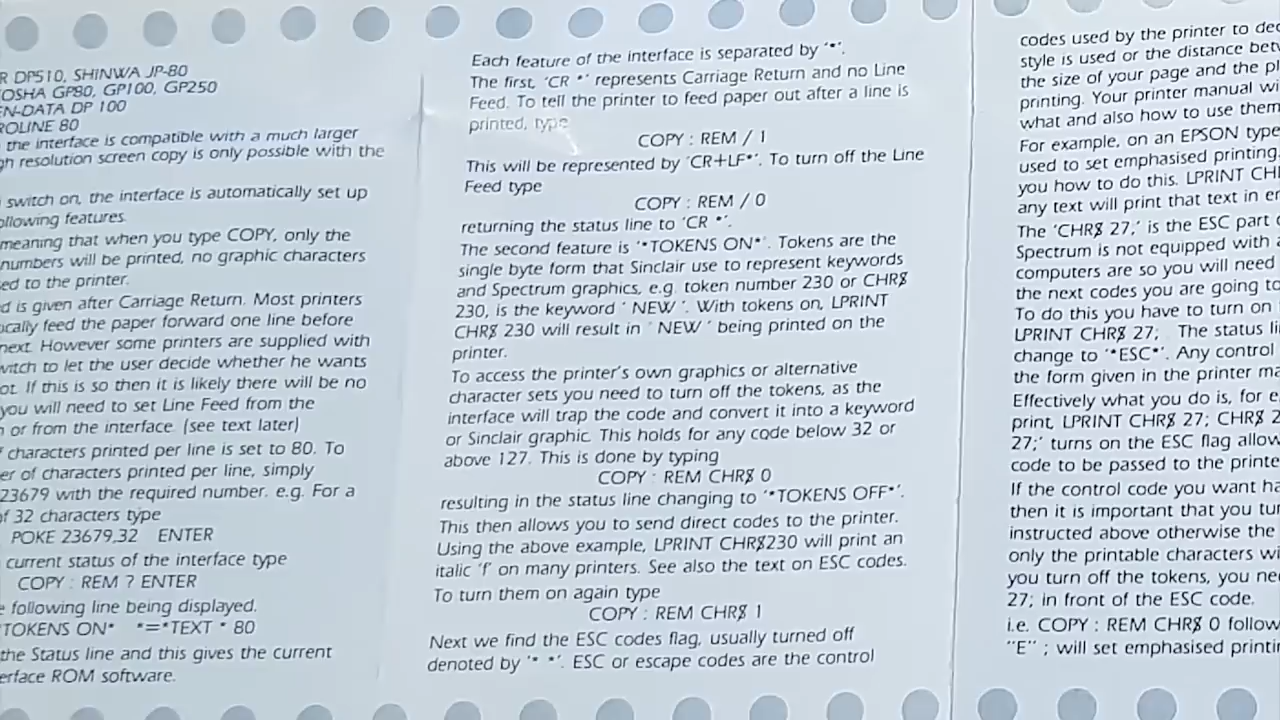 R DP510, SHINWA JP-80
OSHA GP80, GP100, GP250
EN-DATA DP 100
ROLINE 80
the interface is compatible with a much larger
gh resolution screen copy is only possible with the
switch on, the interface is automatically set up
ollowing features.
meaning that when you type COPY, only the
numbers will be printed, no graphic characters
ed to the printer.
d is given after Carriage Return. Most printers
ically feed the paper forward one line before
next. However some printers are supplied with
witch to let the user decide whether he wants
ot. If this is so then it is likely there will be no
you will need to set Line Feed from the
n or from the interface. (see text later)
f characters printed per line is set to 80. To
er of characters printed per line, simply
23679 with the required number. e.g. For a
of 32 characters type
POKE 23679,32 ENTER
current status of the interface type
COPY : REM ? ENTER
e following line being displayed.
TOKENS ON* *=*TEXT * 80
the Status line and this gives the current
erface ROM software.
Each feature of the interface is separated by '*'.
The first, 'CR *' represents Carriage Return and no Line
Feed. To tell the printer to feed paper out after a line is
printed, type
COPY : REM / 1
This will be represented by 'CR+LF*'. To turn off the Line
Feed type
COPY : REM / 0
returning the status line to 'CR *'.
The second feature is '*TOKENS ON*'. Tokens are the
single byte form that Sinclair use to represent keywords
and Spectrum graphics, e.g. token number 230 or CHR$
230, is the keyword ' NEW '. With tokens on, LPRINT
CHR$ 230 will result in ' NEW ' being printed on the
printer.
To access the printer's own graphics or alternative
character sets you need to turn off the tokens, as the
interface will trap the code and convert it into a keyword
or Sinclair graphic. This holds for any code below 32 or
above 127. This is done by typing
COPY : REM CHR$ 0
resulting in the status line changing to '*TOKENS OFF*'.
This then allows you to send direct codes to the printer.
Using the above example, LPRINT CHR$230 will print an
italic 'f' on many printers. See also the text on ESC codes.
To turn them on again type
COPY : REM CHR$ 1
Next we find the ESC codes flag, usually turned off
denoted by '* *'. ESC or escape codes are the control
codes used by the printer to de
style is used or the distance betw
the size of your page and the pl
printing. Your printer manual wi
what and also how to use them
For example, on an EPSON type
used to set emphasised printing.
you how to do this. LPRINT CH
any text will print that text in em
The 'CHR$ 27;' is the ESC part o
Spectrum is not equipped with a
computers are so you will need
the next codes you are going to
To do this you have to turn on
LPRINT CHR$ 27; The status li
change to '*ESC*'. Any control
the form given in the printer ma
Effectively what you do is, for e
print, LPRINT CHR$ 27; CHR$ 2
27;' turns on the ESC flag allow
code to be passed to the printe
If the control code you want ha
then it is important that you tur
instructed above otherwise the
only the printable characters wi
you turn off the tokens, you nee
27; in front of the ESC code.
i.e. COPY : REM CHR$ 0 follow
"E" ; will set emphasised printin